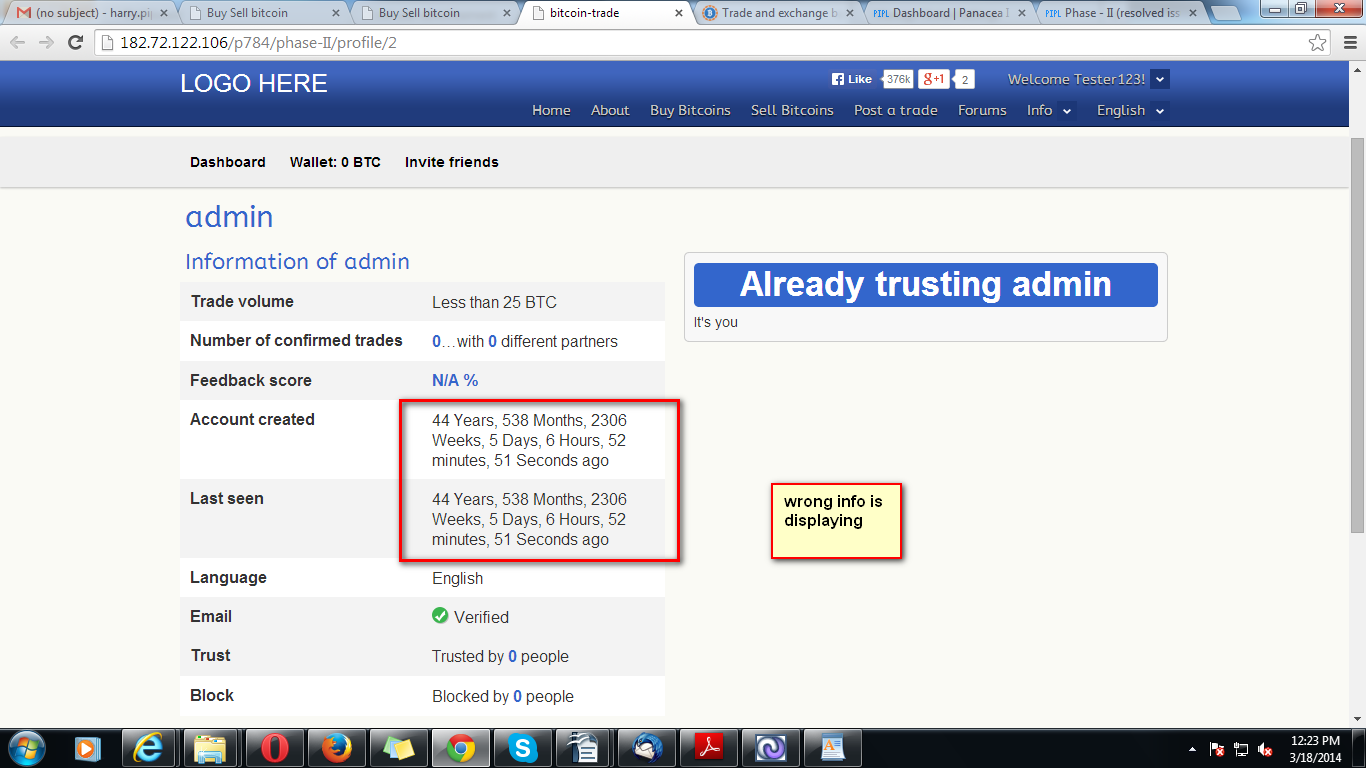 (no subject) - harry.pi
Buy Sell bitcoin
Buy Sell bitcoin
bitcoin-trade
Trade and exchange b
PIPL Dashboard | Panacea I
PIPL Phase - II (resolved iss
182.72.122.106/p784/phase-II/profile/2
LOGO HERE
Like 376k g+1 2
Welcome Tester123!
Home About Buy Bitcoins Sell Bitcoins Post a trade Forums Info English
Dashboard Wallet: 0 BTC Invite friends
admin
Information of admin
Trade volume Less than 25 BTC
Number of confirmed trades 0...with 0 different partners
Feedback score N/A %
Account created 44 Years, 538 Months, 2306
Weeks, 5 Days, 6 Hours, 52
minutes, 51 Seconds ago
Last seen 44 Years, 538 Months, 2306
Weeks, 5 Days, 6 Hours, 52
minutes, 51 Seconds ago
Language English
Email Verified
Trust Trusted by 0 people
Block Blocked by 0 people
Already trusting admin
It's you
wrong info is
displaying
12:23 PM
3/18/2014